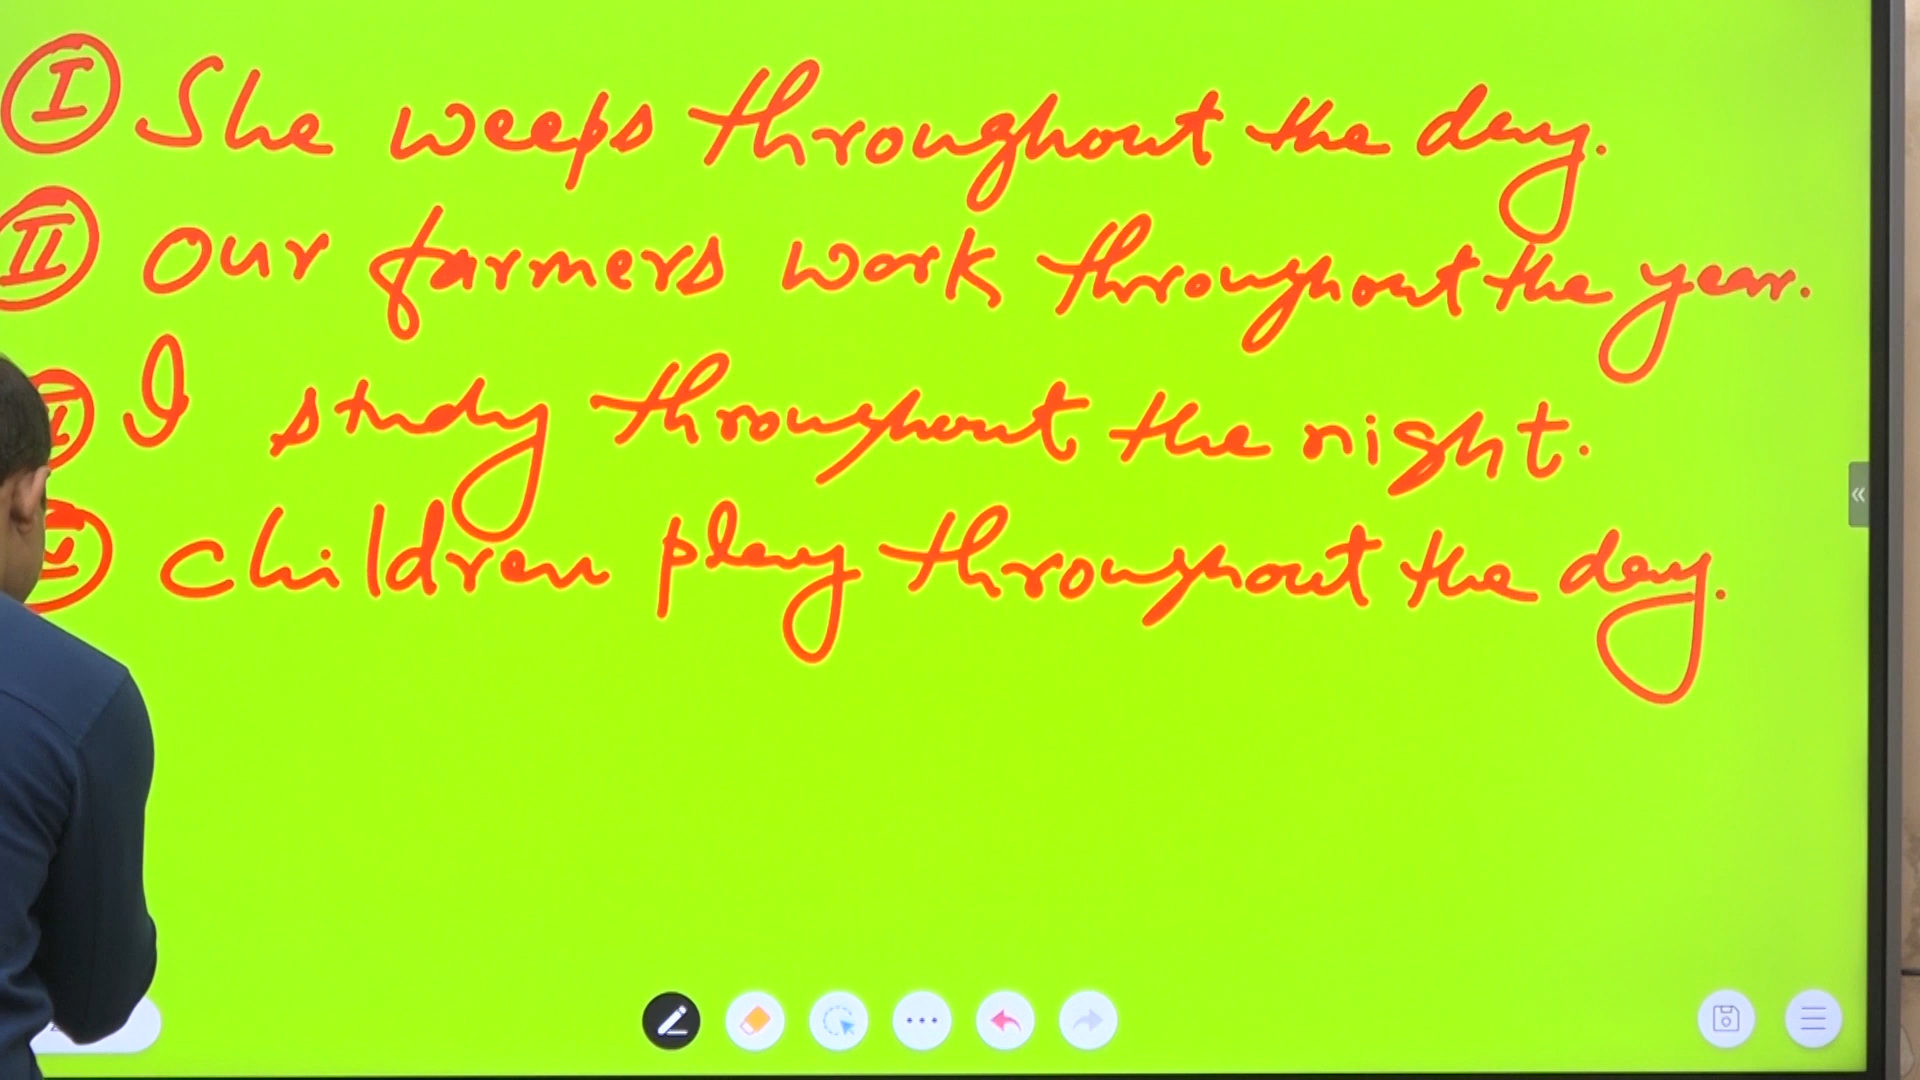 I She weeps throughout the day.
II Our farmers work throughout the year.
I study throughout the night.
Children play throughout the day.